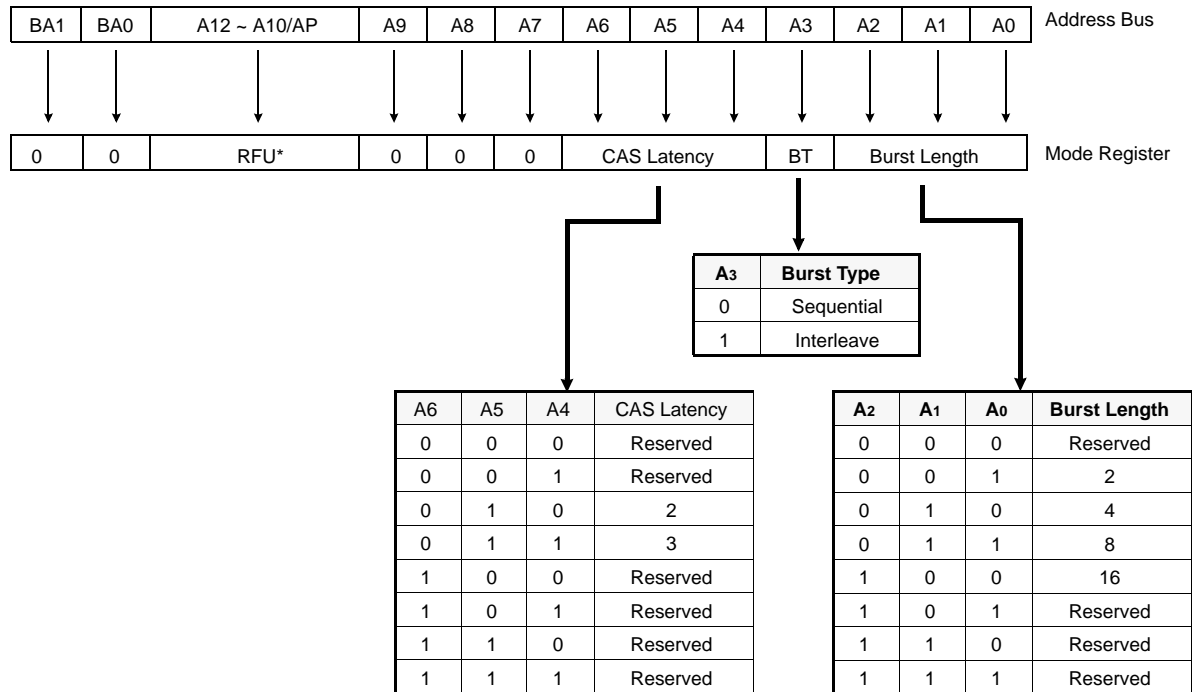 BA1 BA0 A12 ~ A10/AP A9 A8 A7 A6 A5 A4 A3 A2 A1 A0 Address Bus
0 0 RFU* 0 0 0 CAS Latency BT Burst Length Mode Register
A3 Burst Type
0 Sequential
1 Interleave
A6 A5 A4 CAS Latency
0 0 0 Reserved
0 0 1 Reserved
0 1 0 2
0 1 1 3
1 0 0 Reserved
1 0 1 Reserved
1 1 0 Reserved
1 1 1 Reserved
A2 A1 A0 Burst Length
0 0 0 Reserved
0 0 1 2
0 1 0 4
0 1 1 8
1 0 0 16
1 0 1 Reserved
1 1 0 Reserved
1 1 1 Reserved